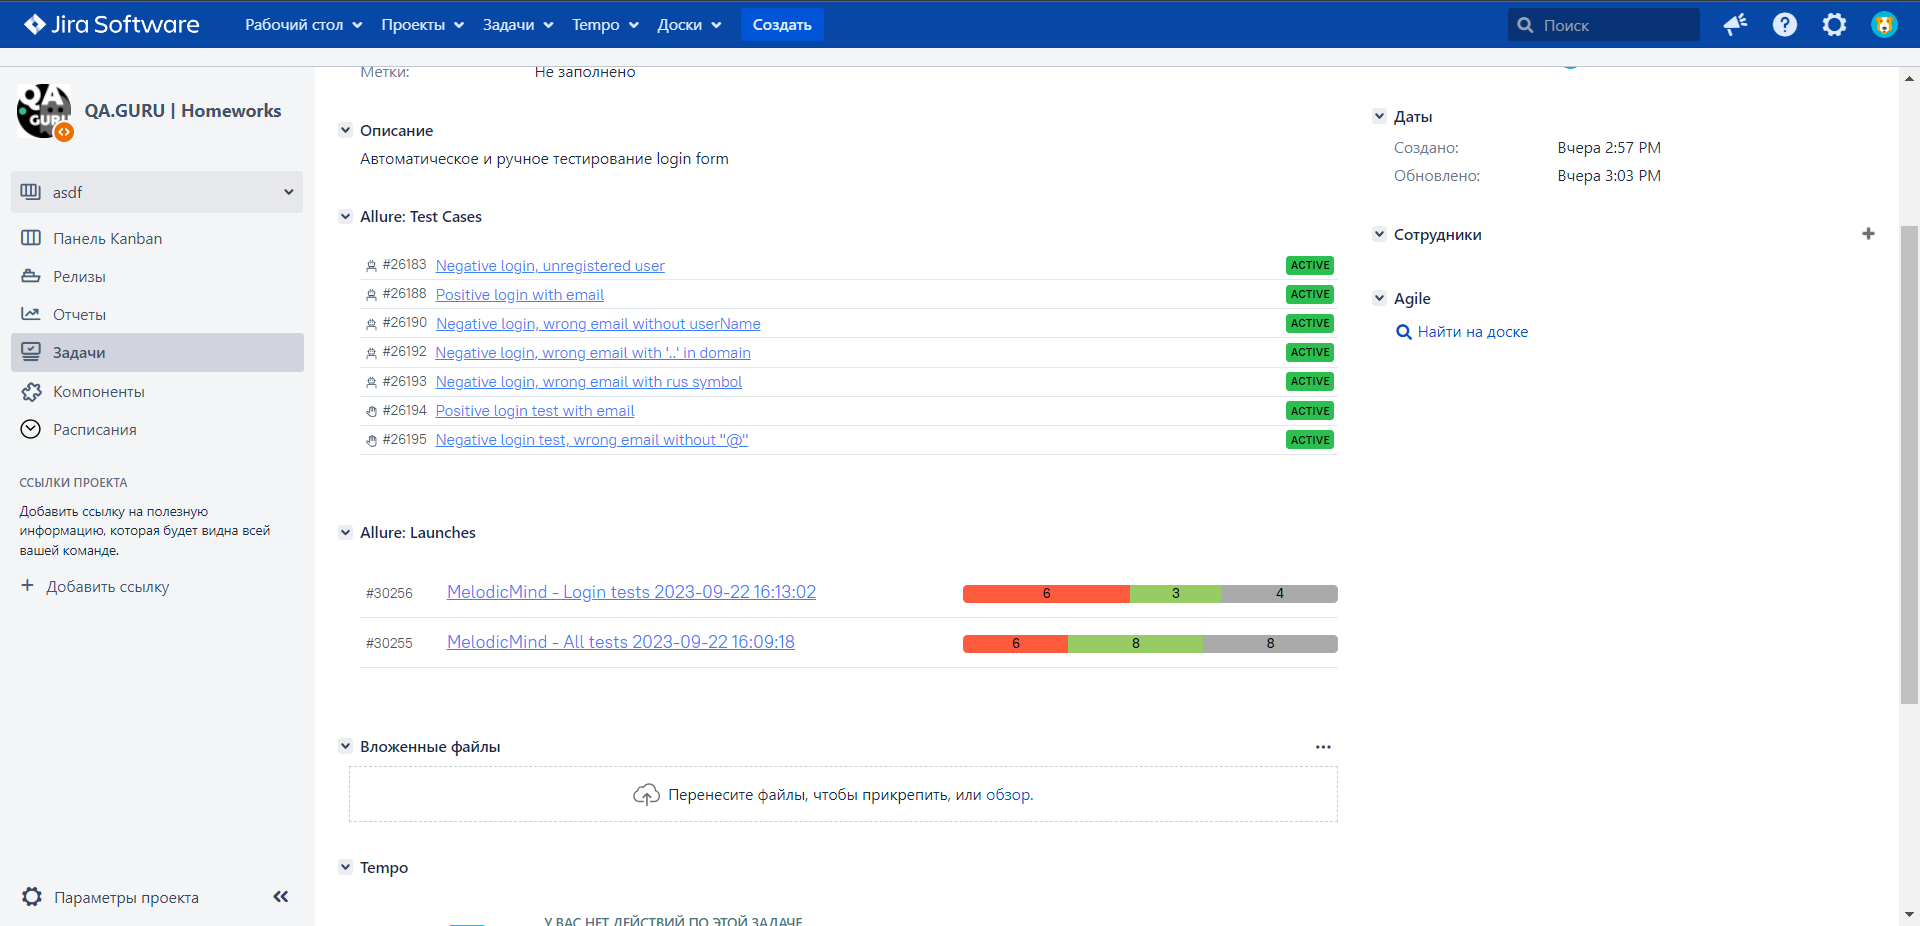 Jira Software
Рабочий стол
Проекты
Задачи
Tempo
Доски
Создать
Поиск
QA.GURU | Homeworks
asdf
Панель Kanban
Релизы
Отчеты
Задачи
Компоненты
Расписания
ССЫЛКИ ПРОЕКТА
Добавить ссылку на полезную
информацию, которая будет видна всей
вашей команде.
Добавить ссылку
Параметры проекта
Метки: Не заполнено
Описание
Автоматическое и ручное тестирование login form
Allure: Test Cases
#26183 Negative login, unregistered user ACTIVE
#26188 Positive login with email ACTIVE
#26190 Negative login, wrong email without userName ACTIVE
#26192 Negative login, wrong email with '..' in domain ACTIVE
#26193 Negative login, wrong email with rus symbol ACTIVE
#26194 Positive login test with email ACTIVE
#26195 Negative login test, wrong email without "@" ACTIVE
Allure: Launches
#30256 MelodicMind - Login tests 2023-09-22 16:13:02 6 3 4
#30255 MelodicMind - All tests 2023-09-22 16:09:18 6 8 8
Вложенные файлы
Перенесите файлы, чтобы прикрепить, или обзор.
Tempo
У ВАС НЕТ ДЕЙСТВИЙ ПО ЭТОЙ ЗАДАЧЕ
Даты
Создано: Вчера 2:57 PM
Обновлено: Вчера 3:03 PM
Сотрудники
Agile
Найти на доске